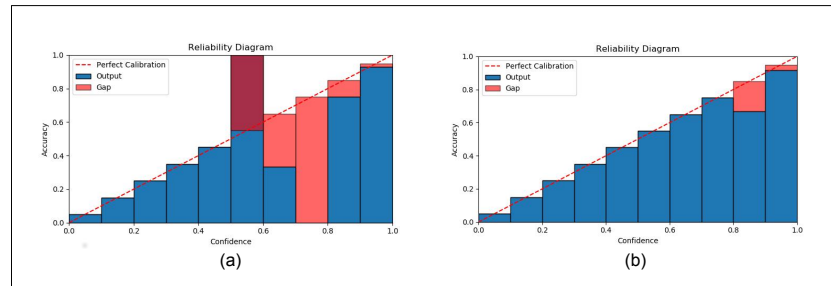 Reliability Diagram
Perfect Calibration
Output
Gap
Accuracy
1.0
0.8
0.6
0.4
0.2
0.0
0.0 0.2 0.4 0.6 0.8 1.0
Confidence
(a)
Reliability Diagram
Perfect Calibration
Output
Gap
Accuracy
1.0
0.8
0.6
0.4
0.2
0.0
0.0 0.2 0.4 0.6 0.8 1.0
Confidence
(b)